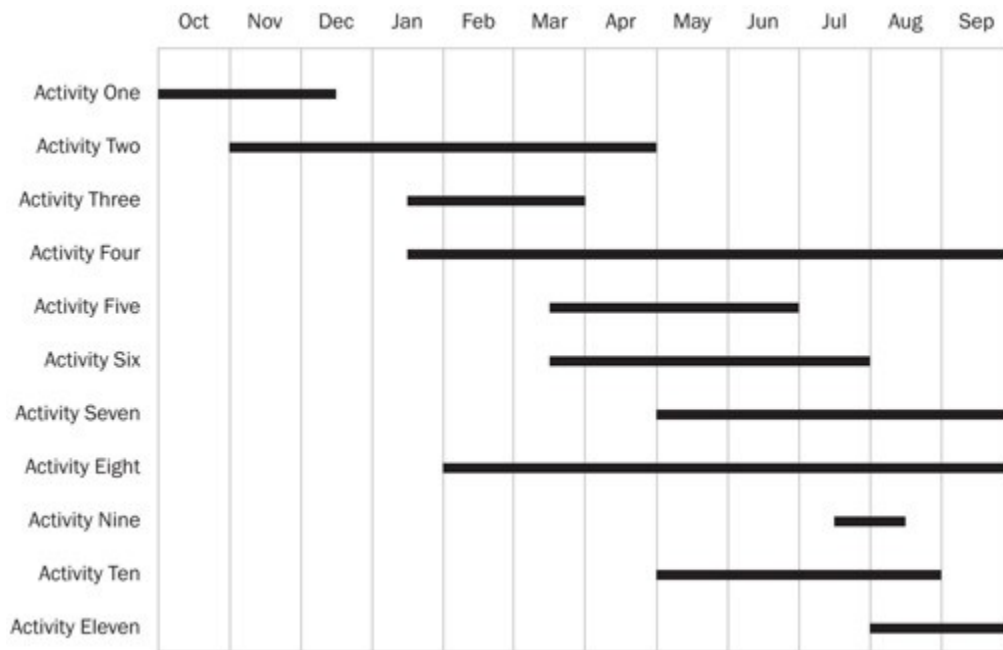 Oct Nov Dec Jan Feb Mar Apr May Jun Jul Aug Sep
Activity One
Activity Two
Activity Three
Activity Four
Activity Five
Activity Six
Activity Seven
Activity Eight
Activity Nine
Activity Ten
Activity Eleven